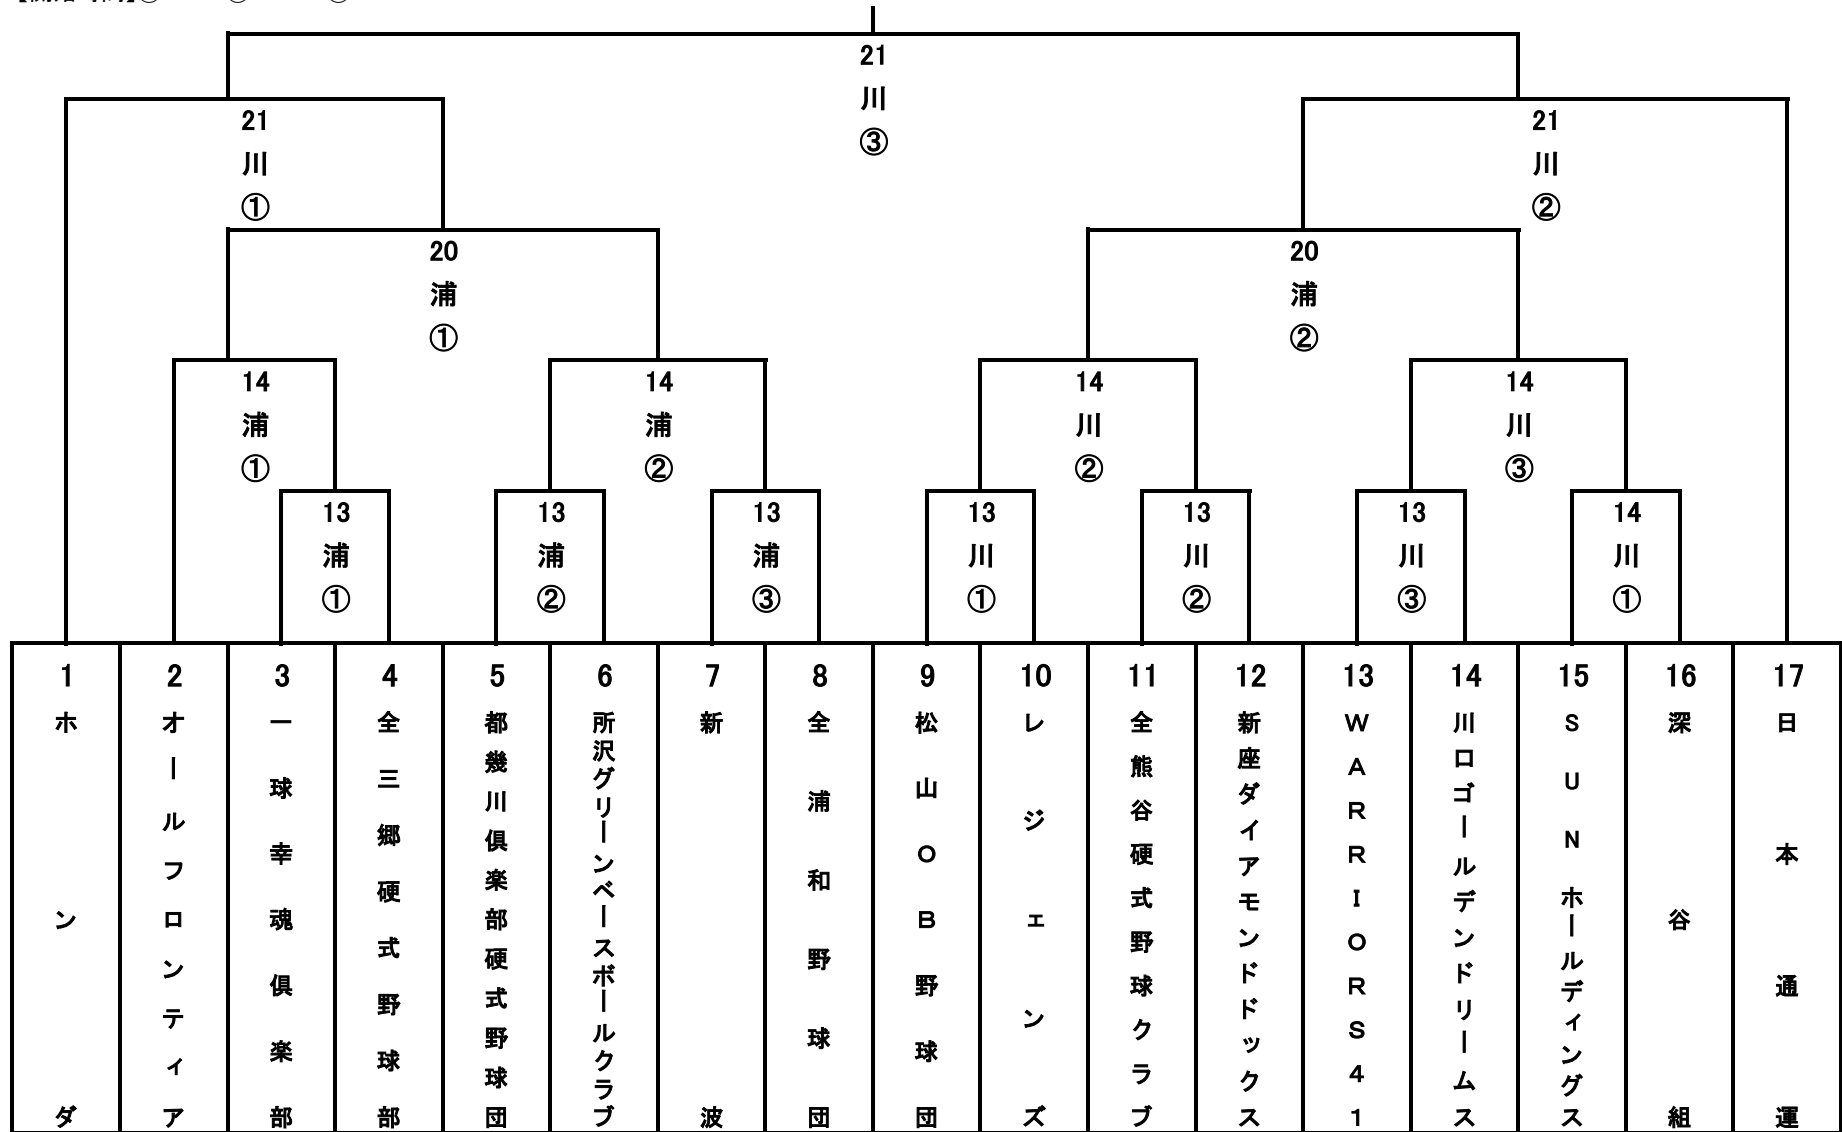 21
川
③
21
川
①
21
川
②
20
浦
①
20
浦
②
14
浦
①
14
浦
②
14
川
②
14
川
③
13
浦
①
13
浦
②
13
浦
③
13
川
①
13
川
②
13
川
③
14
川
①
1
ホンダ
2
オールフロンティア
3
一球幸魂倶楽部
4
全三郷硬式野球部
5
都幾川倶楽部硬式野球団
6
所沢グリーンベースボールクラブ
7
新波
8
全浦和野球団
9
松山OB野球団
10
レジェンズ
11
全熊谷硬式野球クラブ
12
新座ダイアモンドドックス
13
WARRIORS41
14
川口ゴールデンドリームス
15
SUNホールディングス
16
深谷組
17
日本通運